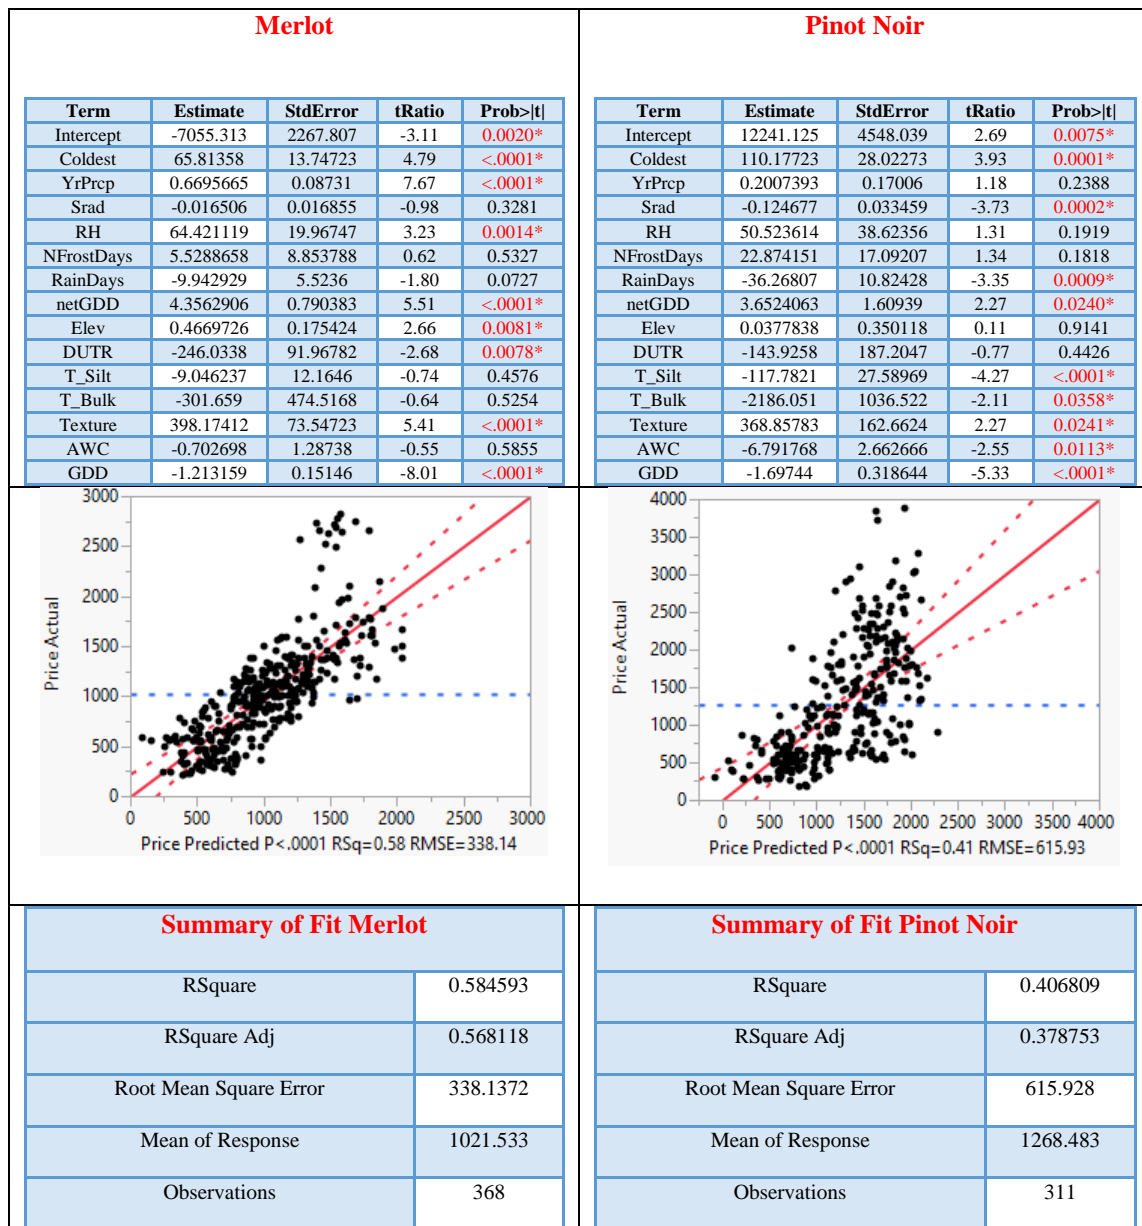 Merlot
Term Estimate StdError tRatio Prob>|t|
Intercept -7055.313 2267.807 -3.11 0.0020*
Coldest 65.81358 13.74723 4.79 <.0001*
YrPrcp 0.6695665 0.08731 7.67 <.0001*
Srad -0.016506 0.016855 -0.98 0.3281
RH 64.421119 19.96747 3.23 0.0014*
NFrostDays 5.5288658 8.853788 0.62 0.5327
RainDays -9.942929 5.5236 -1.80 0.0727
netGDD 4.3562906 0.790383 5.51 <.0001*
Elev 0.4669726 0.175424 2.66 0.0081*
DUTR -246.0338 91.96782 -2.68 0.0078*
T_Silt -9.046237 12.1646 -0.74 0.4576
T_Bulk -301.659 474.5168 -0.64 0.5254
Texture 398.17412 73.54723 5.41 <.0001*
AWC -0.702698 1.28738 -0.55 0.5855
GDD -1.213159 0.15146 -8.01 <.0001*
Pinot Noir
Term Estimate StdError tRatio Prob>|t|
Intercept 12241.125 4548.039 2.69 0.0075*
Coldest 110.17723 28.02273 3.93 0.0001*
YrPrcp 0.2007393 0.17006 1.18 0.2388
Srad -0.124677 0.033459 -3.73 0.0002*
RH 50.523614 38.62356 1.31 0.1919
NFrostDays 22.874151 17.09207 1.34 0.1818
RainDays -36.26807 10.82428 -3.35 0.0009*
netGDD 3.6524063 1.60939 2.27 0.0240*
Elev 0.0377838 0.350118 0.11 0.9141
DUTR -143.9258 187.2047 -0.77 0.4426
T_Silt -117.7821 27.58969 -4.27 <.0001*
T_Bulk -2186.051 1036.522 -2.11 0.0358*
Texture 368.85783 162.6624 2.27 0.0241*
AWC -6.791768 2.662666 -2.55 0.0113*
GDD -1.69744 0.318644 -5.33 <.0001*
3000
2500
2000
1500
1000
500
0
Price Actual
0 500 1000 1500 2000 2500 3000
Price Predicted P<.0001 RSq=0.58 RMSE=338.14
4000
3500
3000
2500
2000
1500
1000
500
0
Price Actual
0 500 1000 1500 2000 2500 3000 3500 4000
Price Predicted P<.0001 RSq=0.41 RMSE=615.93
Summary of Fit Merlot
RSquare 0.584593
RSquare Adj 0.568118
Root Mean Square Error 338.1372
Mean of Response 1021.533
Observations 368
Summary of Fit Pinot Noir
RSquare 0.406809
RSquare Adj 0.378753
Root Mean Square Error 615.928
Mean of Response 1268.483
Observations 311